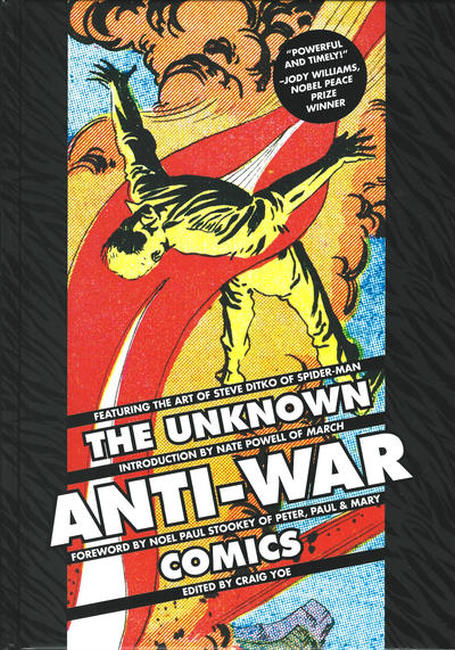 “POWERFUL
AND TIMELY!”
–JODY WILLIAMS,
NOBEL PEACE
PRIZE
WINNER
FEATURING THE ART OF STEVE DITKO OF SPIDER-MAN
THE UNKNOWN
INTRODUCTION BY NATE POWELL OF MARCH
ANTI-WAR
FOREWORD BY NOEL PAUL STOOKEY OF PETER, PAUL & MARY
COMICS
EDITED BY CRAIG YOE